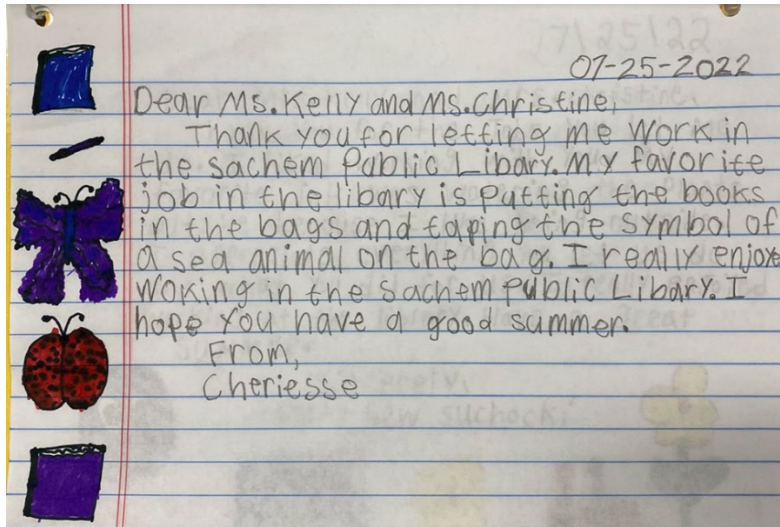 07-25-2022
Dear Ms. Kelly and Ms. Christine,
Thank you for letting me work in
the sachem Public Libary. My favorite
job in the libary is putting the books
in the bags and taping the symbol of
a sea animal on the bag. I really enjoye
woking in the Sachem Public Libary. I
hope you have a good summer.
From,
Cheriesse
7/25/22